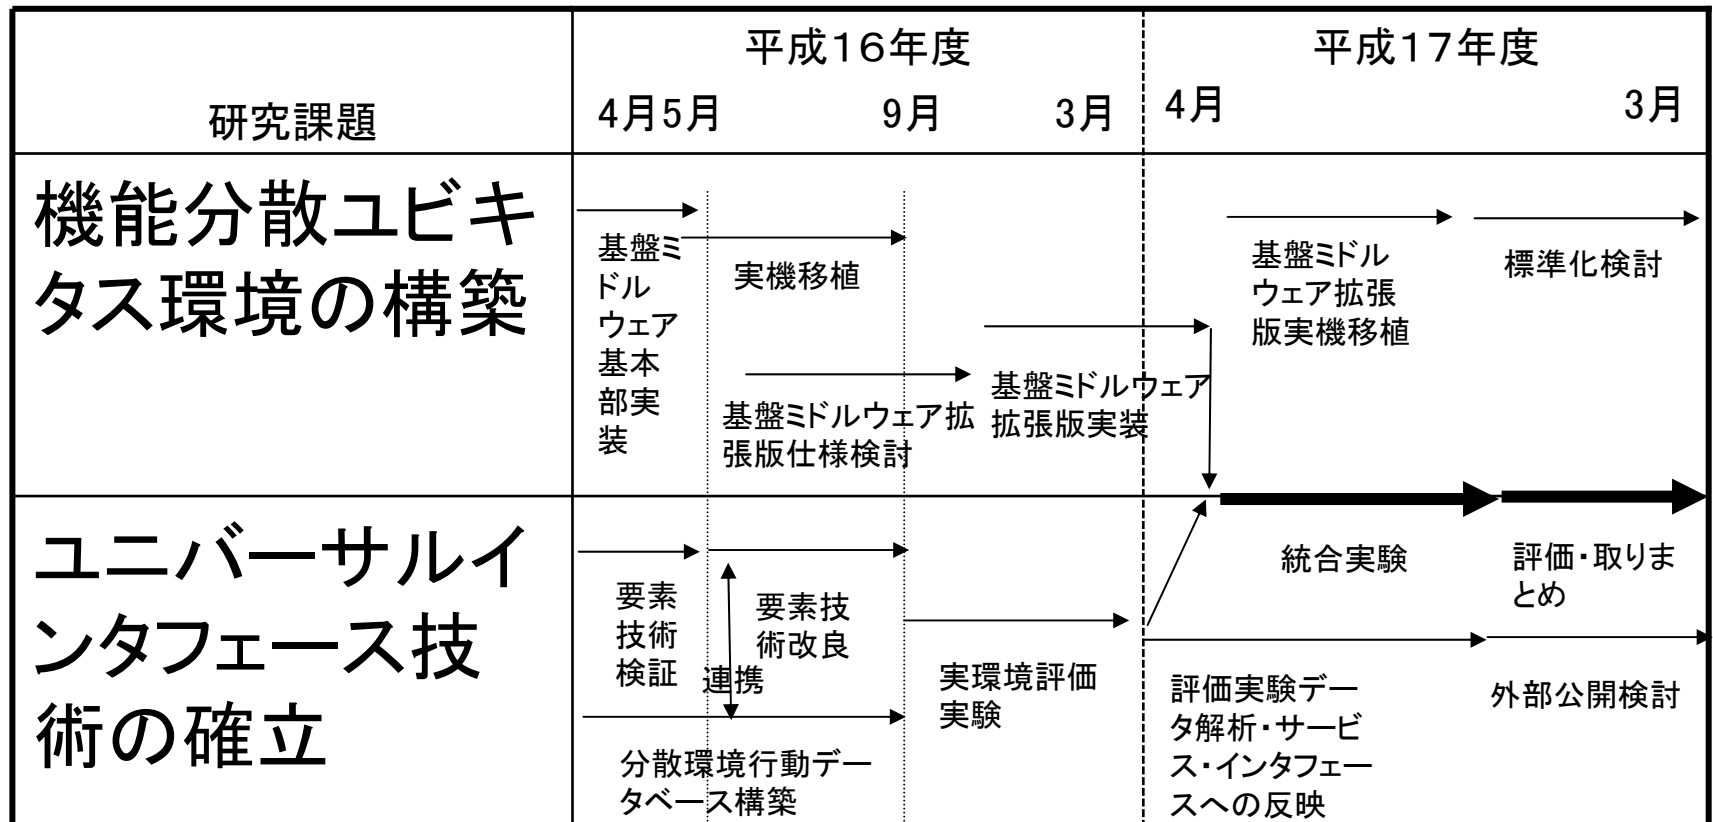 平成16年度
平成17年度
研究課題
4月5月
9月
3月
4月
3月
機能分散ユビキ
タス環境の構築
基盤ミ
ドル
ウェア
基本
部実
装
実機移植
基盤ミドルウェア拡
張版仕様検討
基盤ミドルウェア
拡張版実装
基盤ミドル
ウェア拡張
版実機移植
標準化検討
ユニバーサルイ
ンタフェース技
術の確立
要素
技術
検証
要素技
術改良
連携
分散環境行動デー
タベース構築
実環境評価
実験
統合実験
評価・取りま
とめ
評価実験デー
タ解析・サービ
ス・インタフェー
スへの反映
外部公開検討